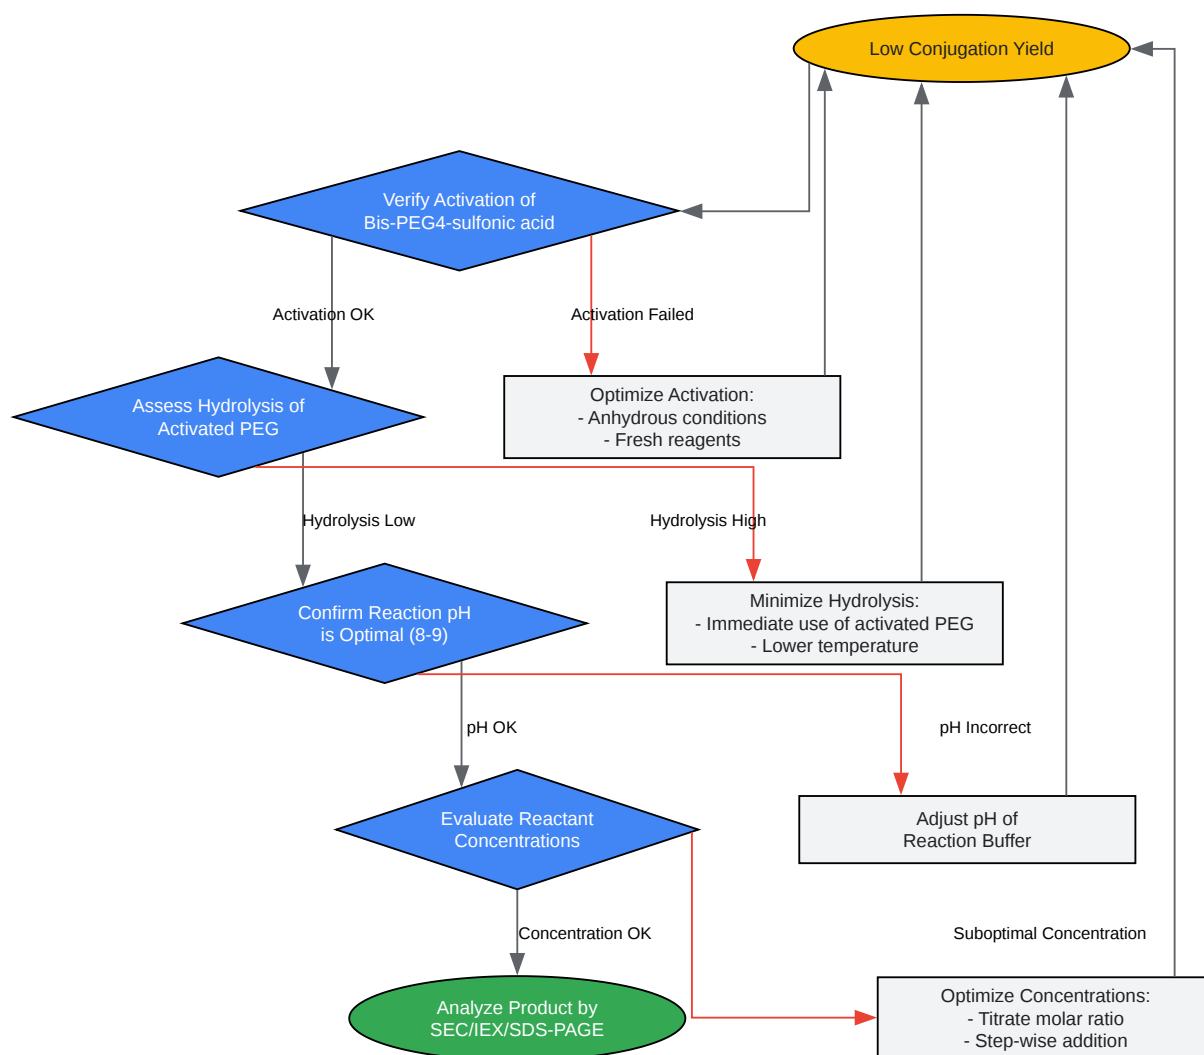 Low Conjugation Yield
Verify Activation of
Bis-PEG4-sulfonic acid
Activation OK
Activation Failed
Assess Hydrolysis of
Activated PEG
Optimize Activation:
- Anhydrous conditions
- Fresh reagents
Hydrolysis Low
Hydrolysis High
Confirm Reaction pH
is Optimal (8-9)
Minimize Hydrolysis:
- Immediate use of activated PEG
- Lower temperature
pH OK
pH Incorrect
Evaluate Reactant
Concentrations
Adjust pH of
Reaction Buffer
Concentration OK
Suboptimal Concentration
Analyze Product by
SEC/IEX/SDS-PAGE
Optimize Concentrations:
- Titrate molar ratio
- Step-wise addition